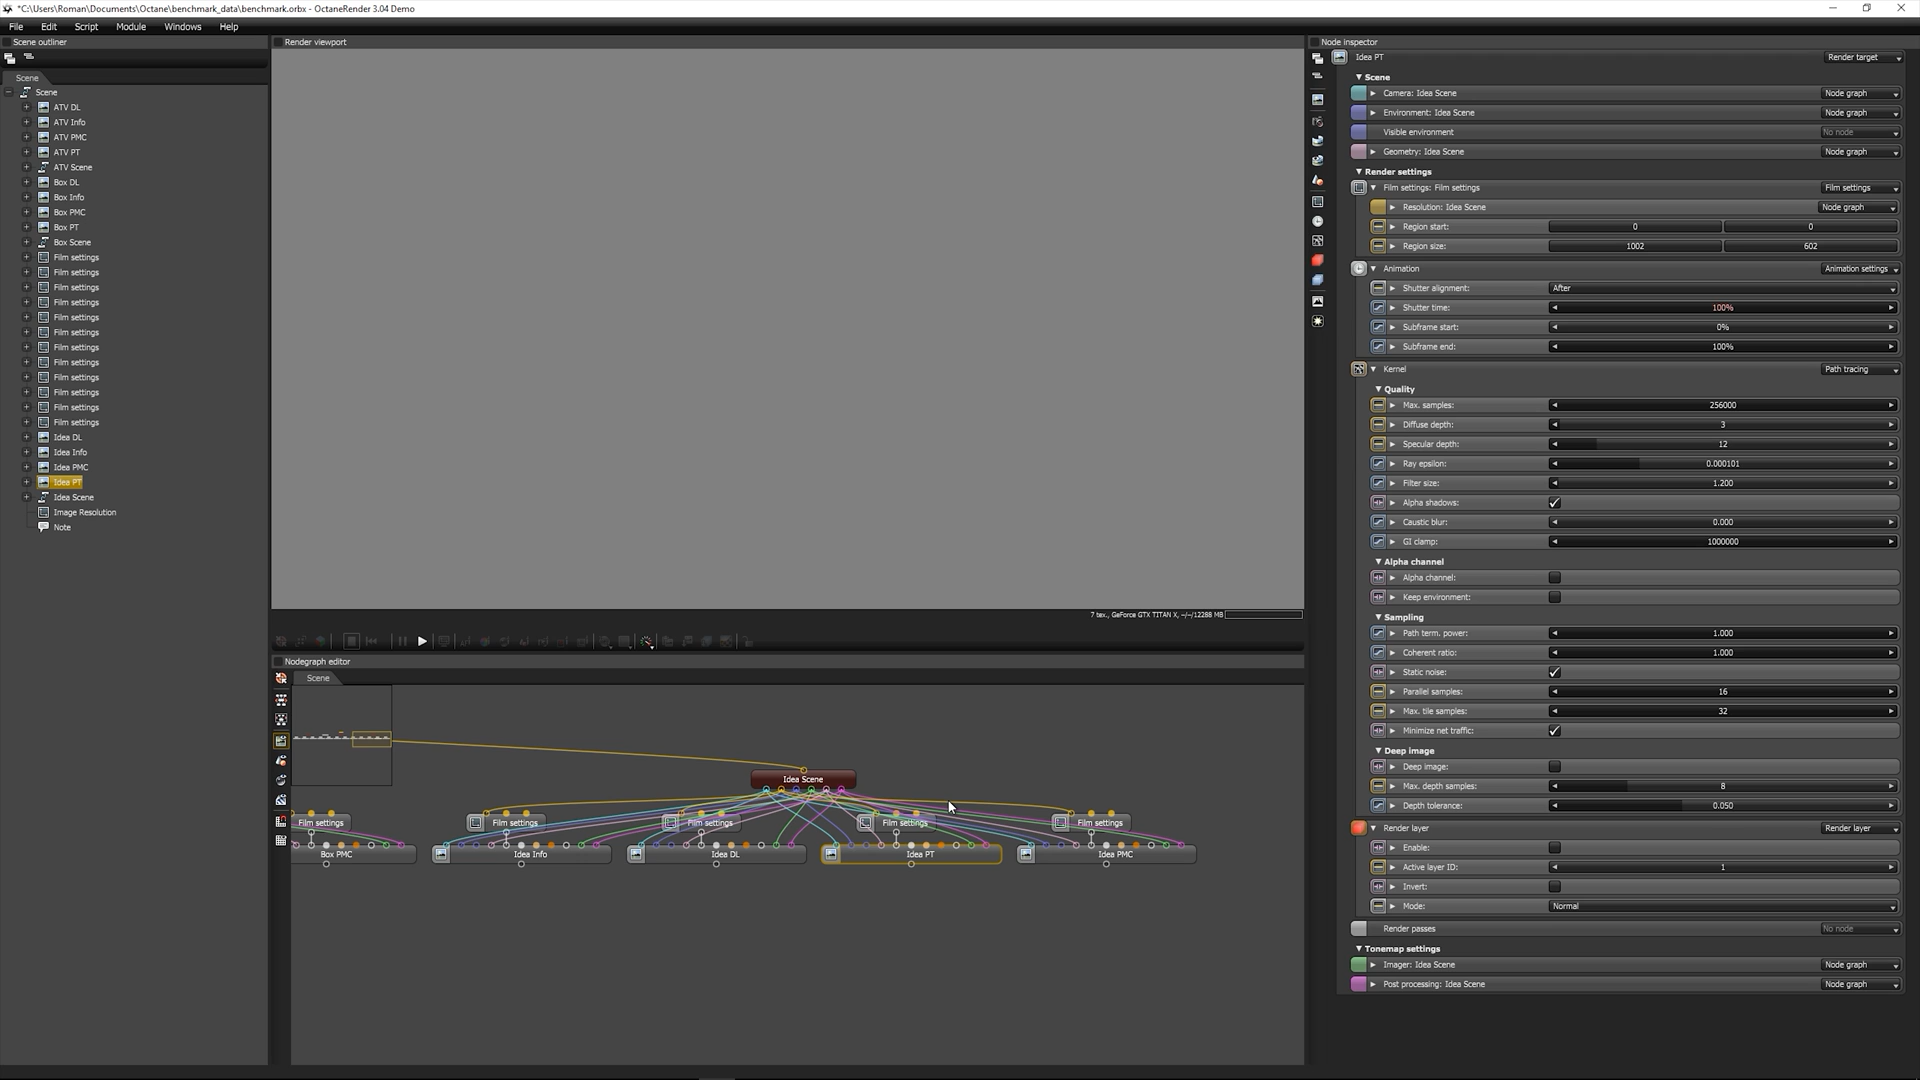 *C:\Users\Roman\Documents\Octane\benchmark_data\benchmark.orbx - OctaneRender 3.04 Demo
File Edit Script Module Windows Help
Scene outliner
Scene
Scene
ATV DL
ATV Info
ATV PMC
ATV PT
ATV Scene
Box DL
Box Info
Box PMC
Box PT
Box Scene
Film settings
Film settings
Film settings
Film settings
Film settings
Film settings
Film settings
Film settings
Film settings
Film settings
Film settings
Film settings
Idea DL
Idea Info
Idea PMC
Idea PT
Idea Scene
Image Resolution
Note
Render viewport
7 tex., GeForce GTX TITAN X, -/-/12288 MB
Nodegraph editor
Scene
Idea Scene
Film settings Film settings Film settings Film settings Film settings
Box PMC Idea Info Idea DL Idea PT Idea PMC
Node inspector
Idea PT Render target
Scene
Camera: Idea Scene Node graph
Environment: Idea Scene Node graph
Visible environment No node
Geometry: Idea Scene Node graph
Render settings
Film settings: Film settings Film settings
Resolution: Idea Scene Node graph
Region start: 0 0
Region size: 1002 602
Animation Animation settings
Shutter alignment: After
Shutter time: 100%
Subframe start: 0%
Subframe end: 100%
Kernel Path tracing
Quality
Max. samples: 256000
Diffuse depth: 3
Specular depth: 12
Ray epsilon: 0.000101
Filter size: 1.200
Alpha shadows:
Caustic blur: 0.000
GI clamp: 1000000
Alpha channel
Alpha channel:
Keep environment:
Sampling
Path term. power: 1.000
Coherent ratio: 1.000
Static noise:
Parallel samples: 16
Max. tile samples: 32
Minimize net traffic:
Deep image
Deep image:
Max. depth samples: 8
Depth tolerance: 0.050
Render layer Render layer
Enable:
Active layer ID: 1
Invert:
Mode: Normal
Render passes No node
Tonemap settings
Imager: Idea Scene Node graph
Post processing: Idea Scene Node graph